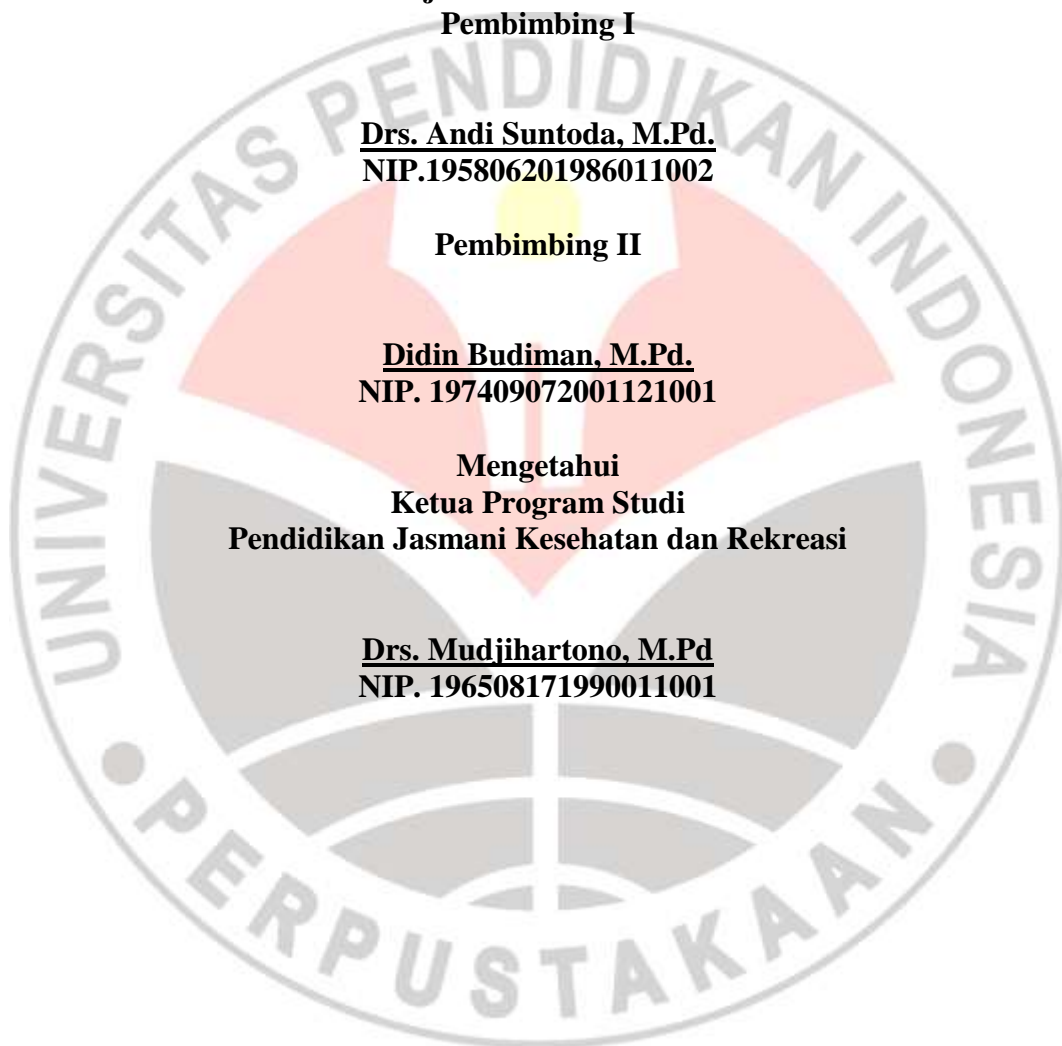 Pembimbing I
Drs. Andi Suntoda, M.Pd.
NIP.195806201986011002
Pembimbing II
Didin Budiman, M.Pd.
NIP. 197409072001121001
Mengetahui
Ketua Program Studi
Pendidikan Jasmani Kesehatan dan Rekreasi
Drs. Mudjihartono, M.Pd
NIP. 196508171990011001
UNIVERSITAS PENDIDIKAN INDONESIA
PERPUSTAKAAN